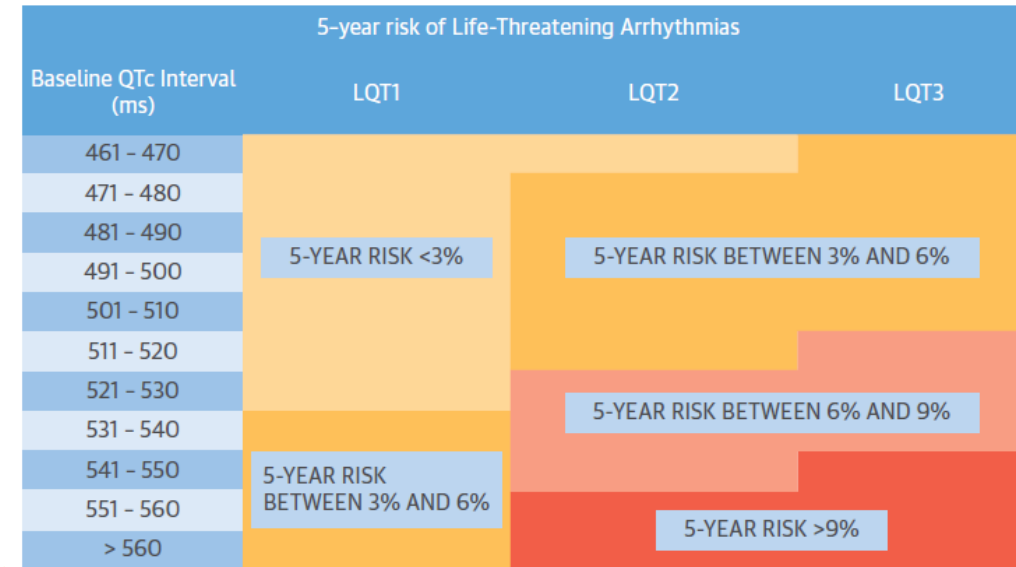 5-year risk of Life-Threatening Arrhythmias
Baseline QTc Interval
(ms)
LQT1
LQT2
LQT3
461 – 470
471 – 480
481 – 490
491 – 500
501 – 510
511 – 520
521 – 530
531 – 540
541 – 550
551 – 560
> 560
5-YEAR RISK <3%
5-YEAR RISK BETWEEN 3% AND 6%
5-YEAR RISK BETWEEN 6% AND 9%
5-YEAR RISK
BETWEEN 3% AND 6%
5-YEAR RISK >9%